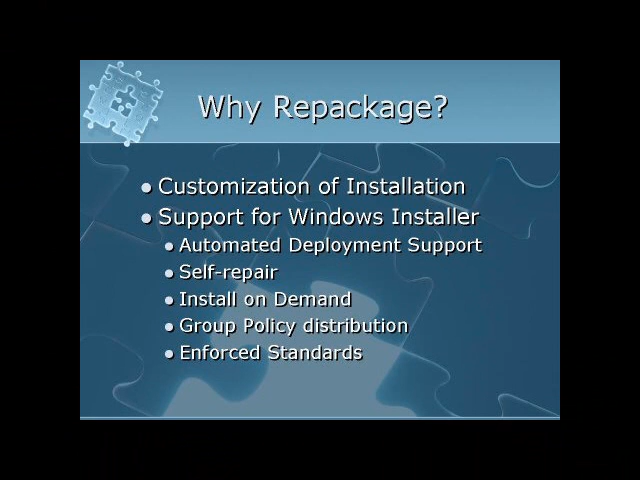 Why Repackage?
Customization of Installation
Support for Windows Installer
Automated Deployment Support
Self-repair
Install on Demand
Group Policy distribution
Enforced Standards